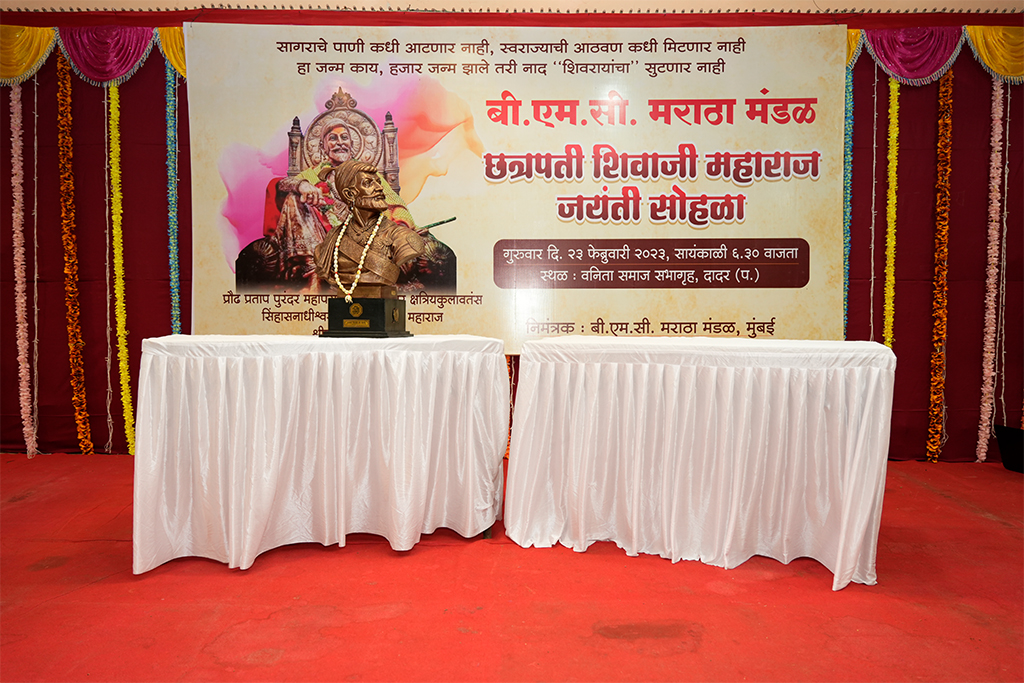 सागराचे पाणी कधी आटणार नाही, स्वराज्याची आठवण कधी मिटणार नाही
हा जन्म काय, हजार जन्म झाले तरी नाद “शिवरायांचा” सुटणार नाही
बी.एम.सी. मराठा मंडळ
छत्रपती शिवाजी महाराज
जयंती सोहळा
गुरुवार दि. २३ फेब्रुवारी २०२३, सायंकाळी ६.३० वाजता
स्थळ : वनिता समाज सभागृह, दादर (प.)
प्रौढ प्रताप पुरंदर क्षत्रियकुलावतंस
महाराज
निमंत्रक : बी.एम.सी. मराठा मंडळ, मुंबई